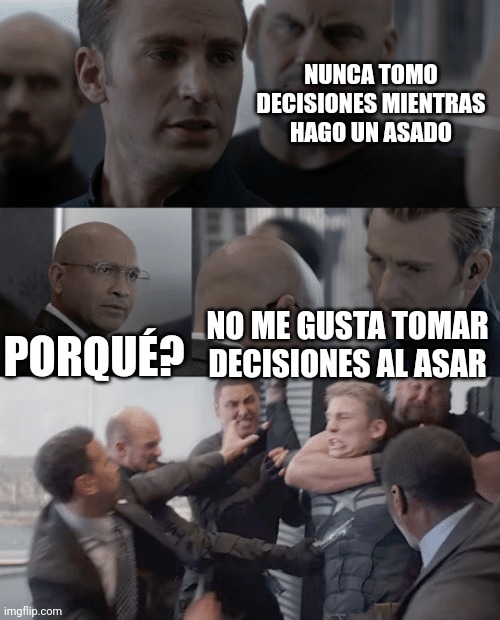 NUNCA TOMO
DECISIONES MIENTRAS
HAGO UN ASADO
PORQUÉ?
NO ME GUSTA TOMAR
DECISIONES AL ASAR
imgflip.com